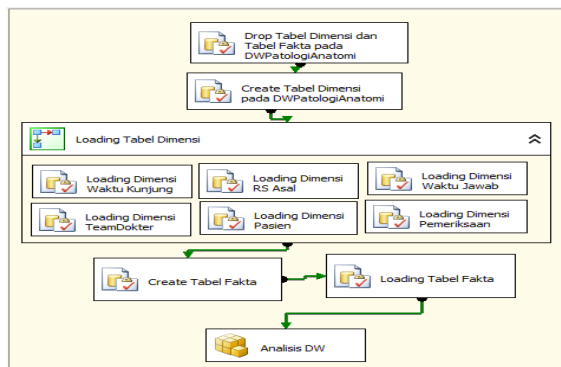 Drop Tabel Dimensi dan
Tabel Fakta pada
DWPatologiAnatomi
Create Tabel Dimensi
pada DWPatologiAnatomi
Loading Tabel Dimensi
Loading Dimensi
Waktu Kunjung
Loading Dimensi
RS Asal
Loading Dimensi
Waktu Jawab
Loading Dimensi
TeamDokter
Loading Dimensi
Pasien
Loading Dimensi
Pemeriksaan
Create Tabel Fakta
Loading Tabel Fakta
Analisis DW